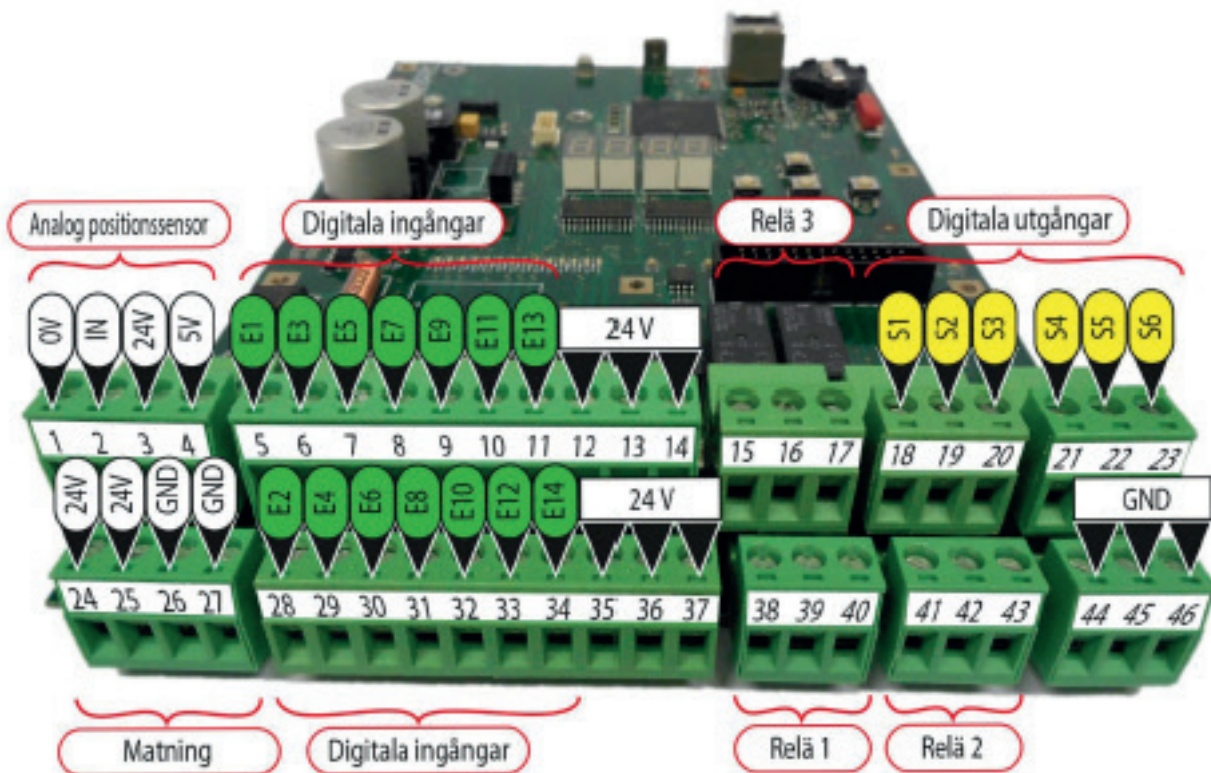 Analog positionssensor
Digitala ingångar
Relä 3
Digitala utgångar
0V IN 24V 5V
E1 E3 E5 E7 E9 E11 E13 24 V
S1 S2 S3 S4 S5 S6
1 2 3 4 5 6 7 8 9 10 11 12 13 14 15 16 17 18 19 20 21 22 23
24V 24V GND GND
E2 E4 E6 E8 E10 E12 E14 24 V
GND
24 25 26 27 28 29 30 31 32 33 34 35 36 37 38 39 40 41 42 43 44 45 46
Matning
Digitala ingångar
Relä 1
Relä 2